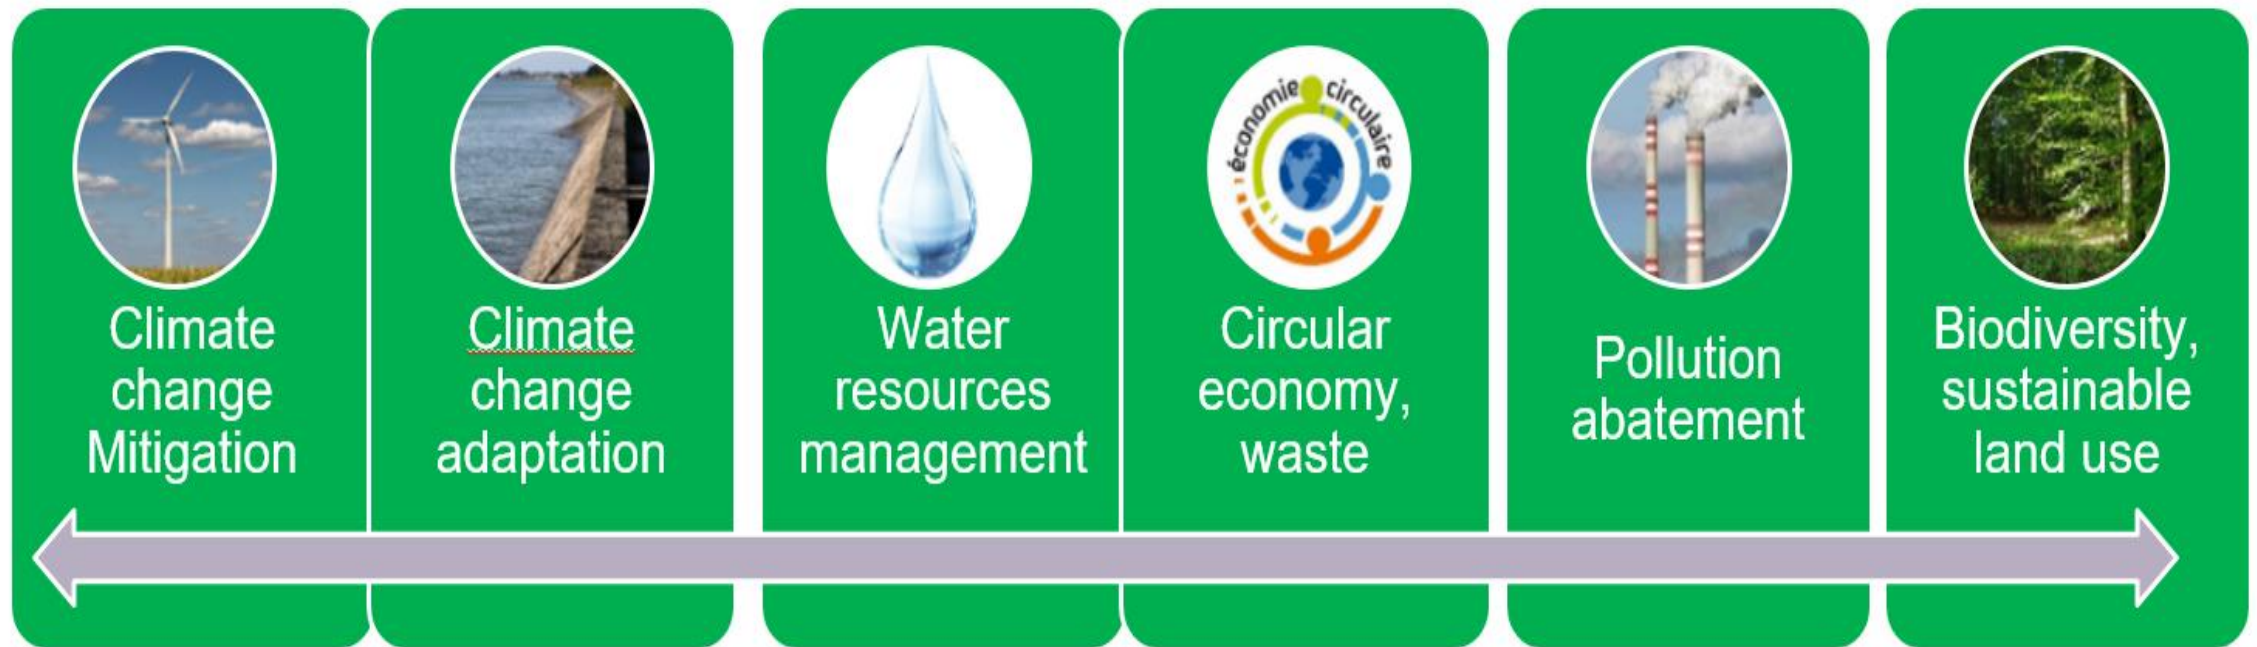 Climate
change
Mitigation
Climate
change
adaptation
Water
resources
management
économie circulaire
Circular
economy,
waste
Pollution
abatement
Biodiversity,
sustainable
land use